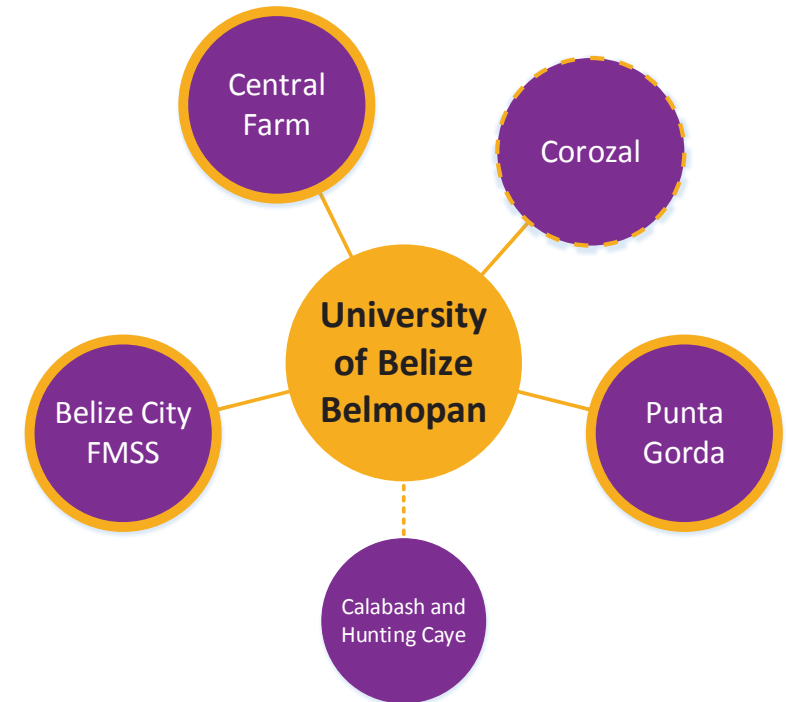 Central
Farm
Corozal
University
of Belize
Belmopan
Belize City
FMSS
Punta
Gorda
Calabash and
Hunting Caye